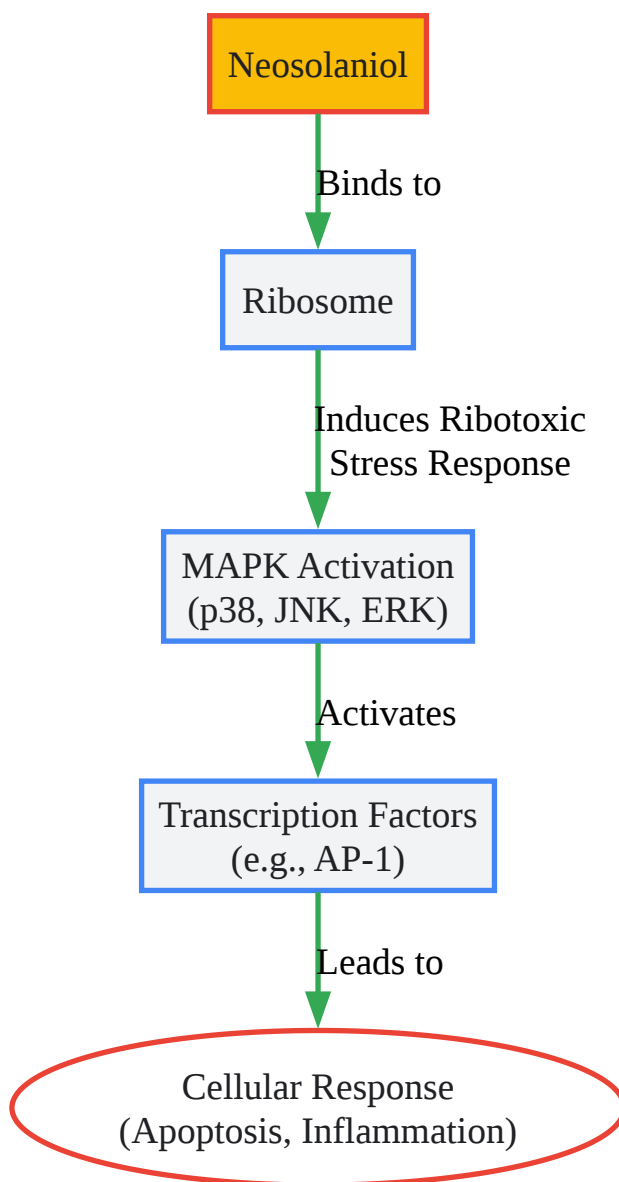 Neosolaniol
Binds to
Ribosome
Induces Ribotoxic
Stress Response
MAPK Activation
(p38, JNK, ERK)
Activates
Transcription Factors
(e.g., AP-1)
Leads to
Cellular Response
(Apoptosis, Inflammation)